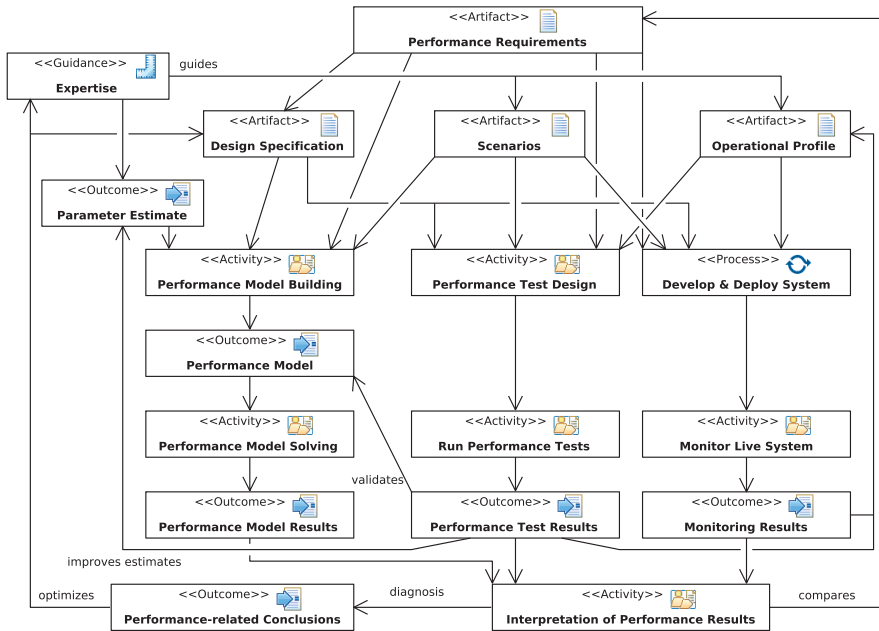 <<Artifact>>
Performance Requirements
<<Guidance>>
Expertise
guides
<<Artifact>>
Design Specification
<<Artifact>>
Scenarios
<<Artifact>>
Operational Profile
<<Outcome>>
Parameter Estimate
<<Activity>>
Performance Model Building
<<Activity>>
Performance Test Design
<<Process>>
Develop & Deploy System
<<Outcome>>
Performance Model
<<Activity>>
Performance Model Solving
<<Activity>>
Run Performance Tests
<<Activity>>
Monitor Live System
validates
<<Outcome>>
Performance Model Results
<<Outcome>>
Performance Test Results
<<Outcome>>
Monitoring Results
improves estimates
optimizes
<<Outcome>>
Performance-related Conclusions
diagnosis
<<Activity>>
Interpretation of Performance Results
compares